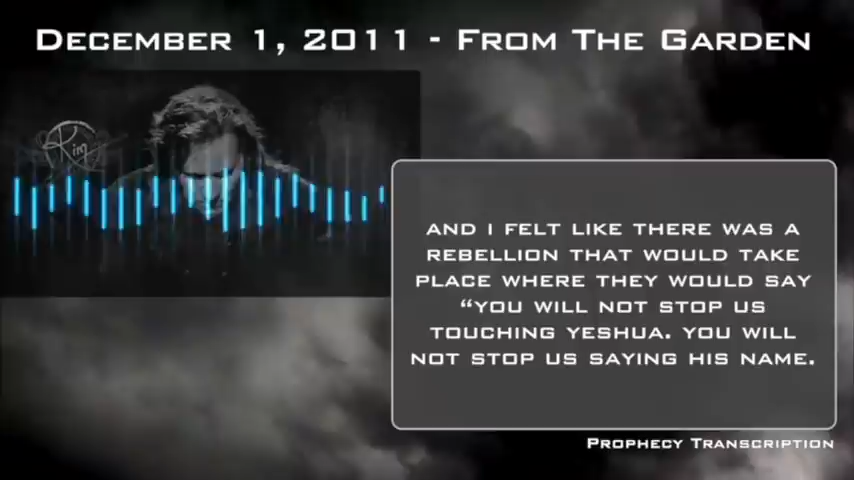 DECEMBER 1, 2011 - FROM THE GARDEN
Kim
AND I FELT LIKE THERE WAS A
REBELLION THAT WOULD TAKE
PLACE WHERE THEY WOULD SAY
“YOU WILL NOT STOP US
TOUCHING YESHUA. YOU WILL
NOT STOP US SAYING HIS NAME.
PROPHECY TRANSCRIPTION